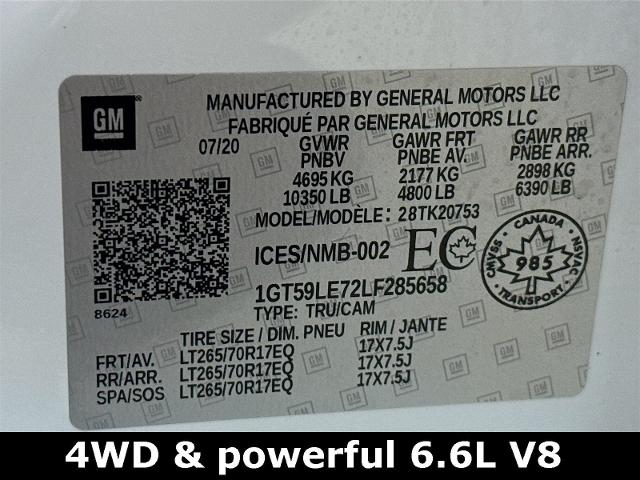 GM
MANUFACTURED BY GENERAL MOTORS LLC
FABRIQUÉ PAR GENERAL MOTORS LLC
07/20 GVWR GAWR FRT GAWR RR
PNBV PNBE AV. PNBE ARR.
4695 KG 2177 KG 2898 KG
10350 LB 4800 LB 6390 LB
MODEL/MODÈLE: 28TK20753
ICES/NMB-002 EC
CANADA
SANO 985 NSVAC
TRANSPORT
1GT59LE72LF285658
8624
TYPE: TRU/CAM
TIRE SIZE / DIM. PNEU RIM / JANTE
FRT/AV. LT265/70R17EQ 17X7.5J
RR/ARR. LT265/70R17EQ 17X7.5J
SPA/SOS LT265/70R17EQ 17X7.5J
4WD & powerful 6.6L V8